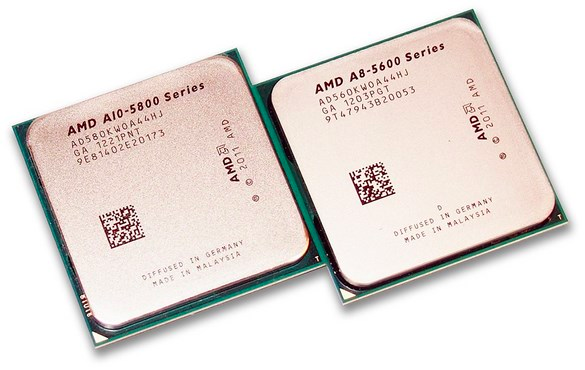 AMD A10-5800 Series
AD580KWOA44HJ
GA 1221PNT
9E81402E20173
AMD
© 2011 AMD
DIFFUSED IN GERMANY
MADE IN MALAYSIA
AMD A8-5600 Series
AD560KWOA44HJ
GA 1203PGT
9T47943B20053
AMD
© 2011 AMD
D
DIFFUSED IN GERMANY
MADE IN MALAYSIA